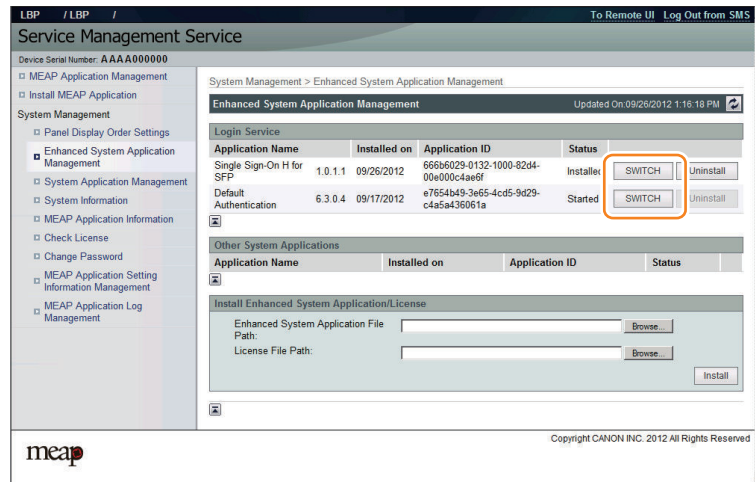 LBP / LBP /
To Remote UI Log Out from SMS
Service Management Service
Device Serial Number: AAAA000000
MEAP Application Management
Install MEAP Application
System Management
Panel Display Order Settings
Enhanced System Application
Management
System Application Management
System Information
MEAP Application Information
Check License
Change Password
MEAP Application Setting
Information Management
MEAP Application Log
Management
System Management > Enhanced System Application Management
Enhanced System Application Management Updated On:09/26/2012 1:16:18 PM
Login Service
Application Name Installed on Application ID Status
Single Sign-On H for
SFP 1.0.1.1 09/26/2012 666b6029-0132-1000-82d4-
00e000c4ae6f Installed SWITCH Uninstall
Default
Authentication 6.3.0.4 09/17/2012 e7654b49-3e65-4cd5-9d29-
c4a5a436061a Started SWITCH Uninstall
Other System Applications
Application Name Installed on Application ID Status
Install Enhanced System Application/License
Enhanced System Application File
Path: Browse...
License File Path: Browse...
Install
meap
Copyright CANON INC. 2012 All Rights Reserved